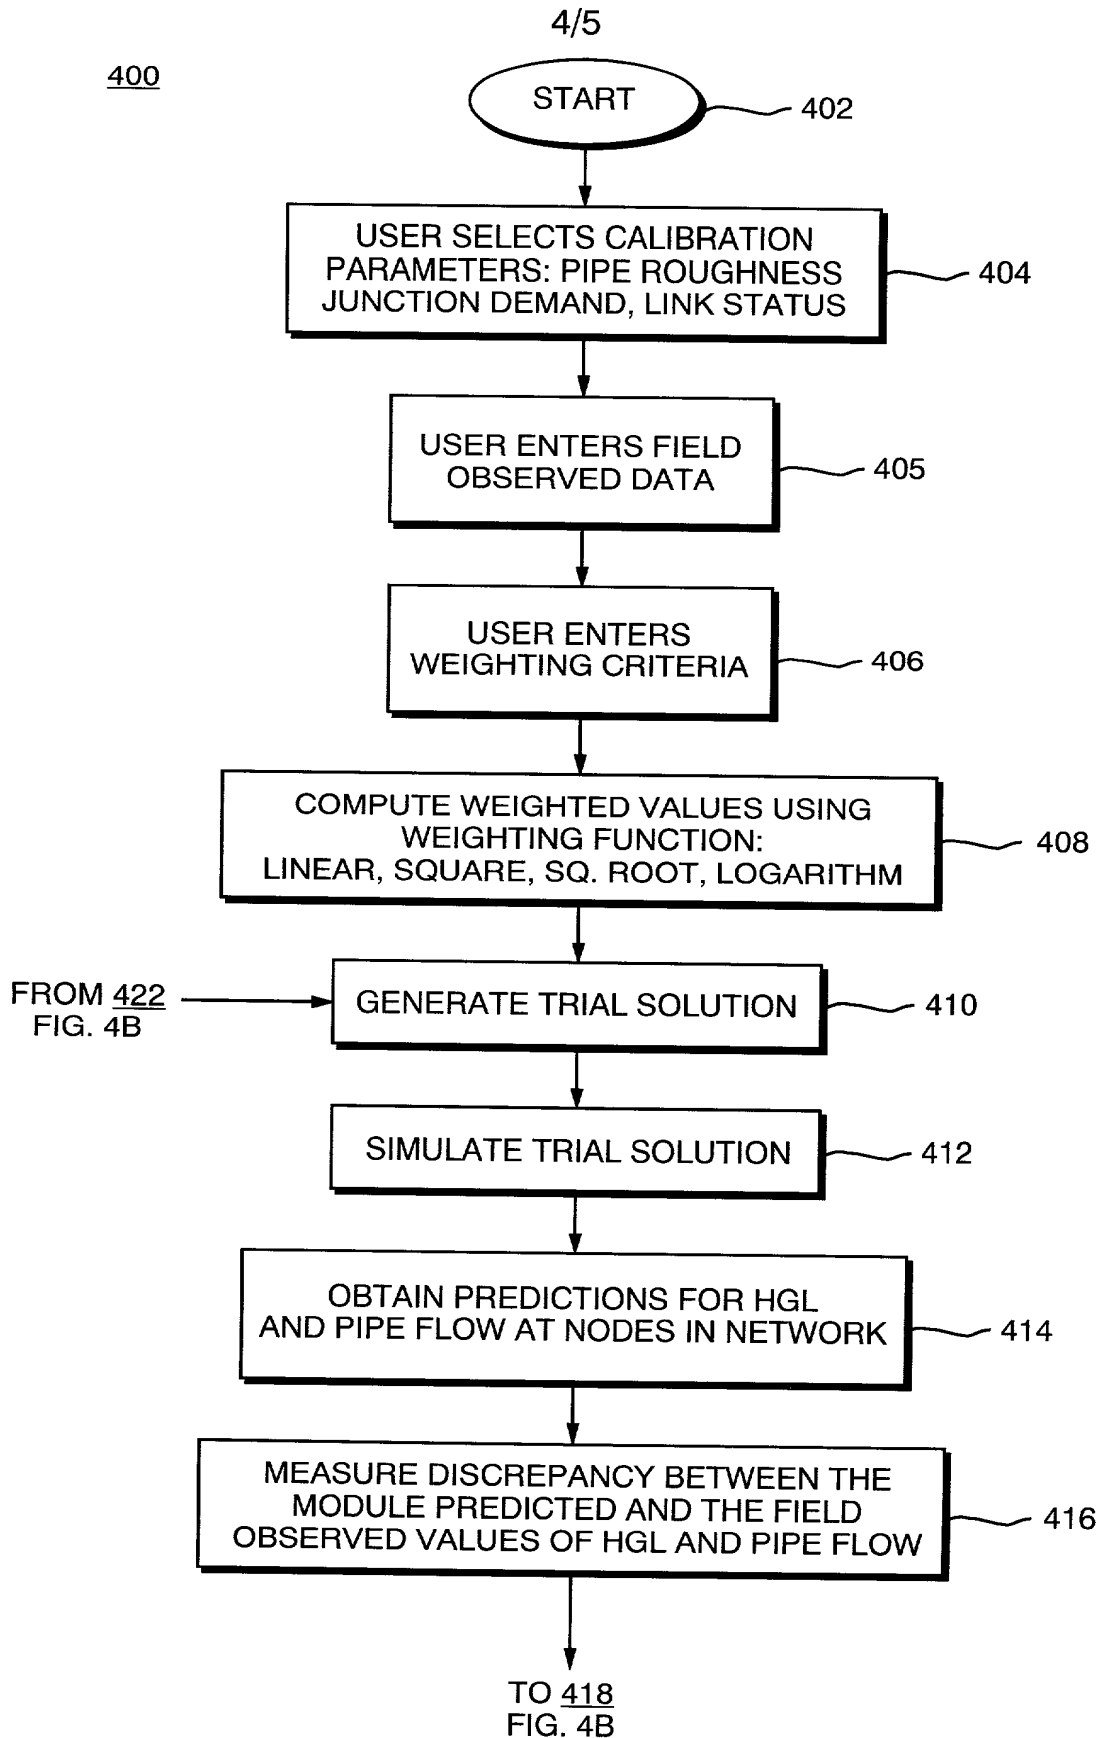 4/5
400
START
402
USER SELECTS CALIBRATION
PARAMETERS: PIPE ROUGHNESS
JUNCTION DEMAND, LINK STATUS
404
USER ENTERS FIELD
OBSERVED DATA
405
USER ENTERS
WEIGHTING CRITERIA
406
COMPUTE WEIGHTED VALUES USING
WEIGHTING FUNCTION:
LINEAR, SQUARE, SQ. ROOT, LOGARITHM
408
FROM 422
FIG. 4B
GENERATE TRIAL SOLUTION
410
SIMULATE TRIAL SOLUTION
412
OBTAIN PREDICTIONS FOR HGL
AND PIPE FLOW AT NODES IN NETWORK
414
MEASURE DISCREPANCY BETWEEN THE
MODULE PREDICTED AND THE FIELD
OBSERVED VALUES OF HGL AND PIPE FLOW
416
TO 418
FIG. 4B